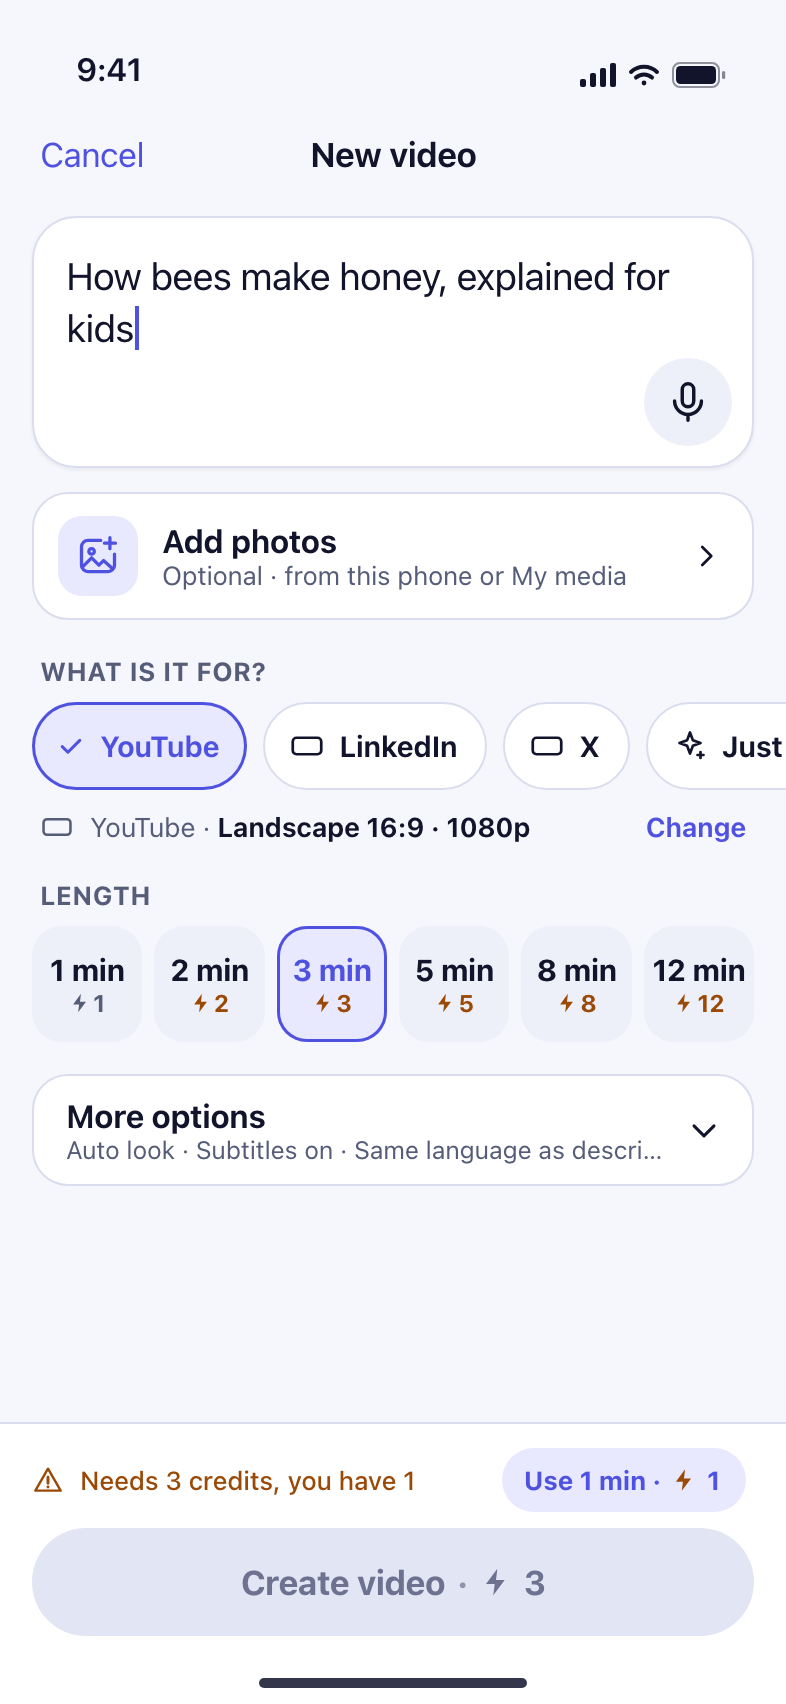 9:41
Cancel
New video
How bees make honey, explained for
kids
Add photos
Optional · from this phone or My media
WHAT IS IT FOR?
YouTube
LinkedIn
X
Just
YouTube · Landscape 16:9 · 1080p
Change
LENGTH
1 min
2 min
3 min
5 min
8 min
12 min
1
2
3
5
8
12
More options
Auto look · Subtitles on · Same language as descri...
Needs 3 credits, you have 1
Use 1 min · 1
Create video · 3